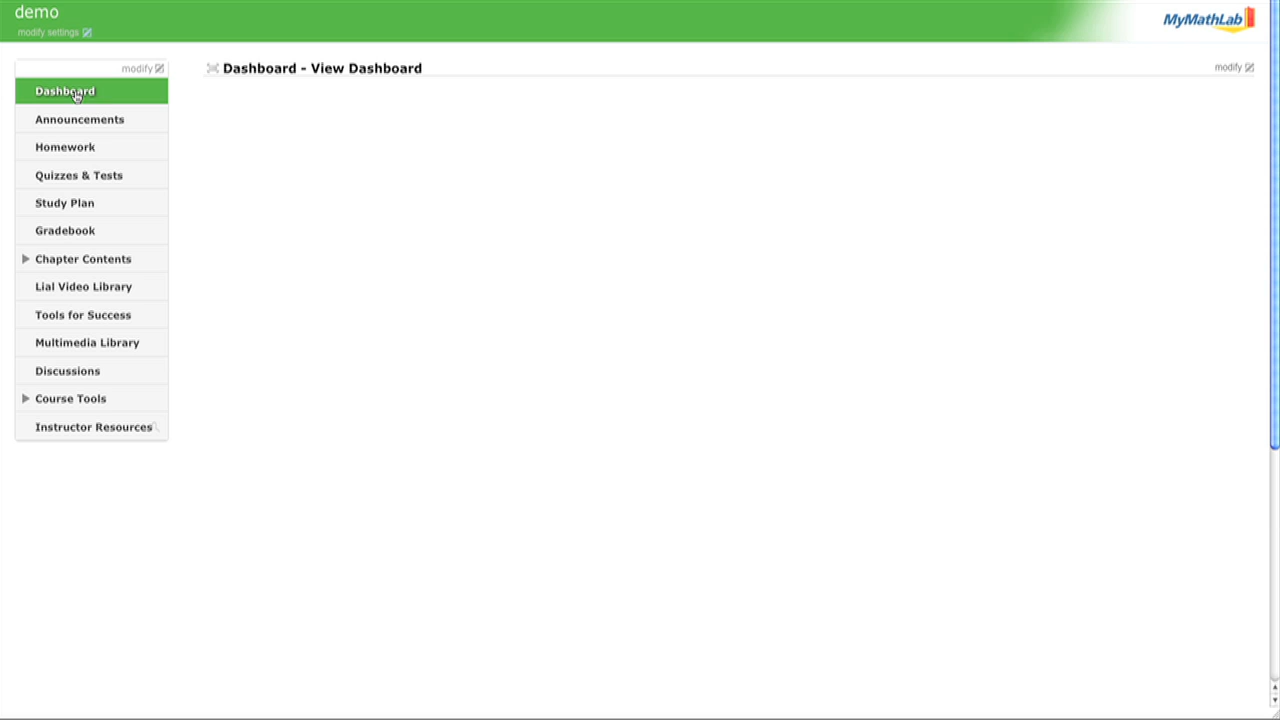 demo
modify settings
MyMathLab
modify
Dashboard
Announcements
Homework
Quizzes & Tests
Study Plan
Gradebook
Chapter Contents
Lial Video Library
Tools for Success
Multimedia Library
Discussions
Course Tools
Instructor Resources
Dashboard - View Dashboard
modify